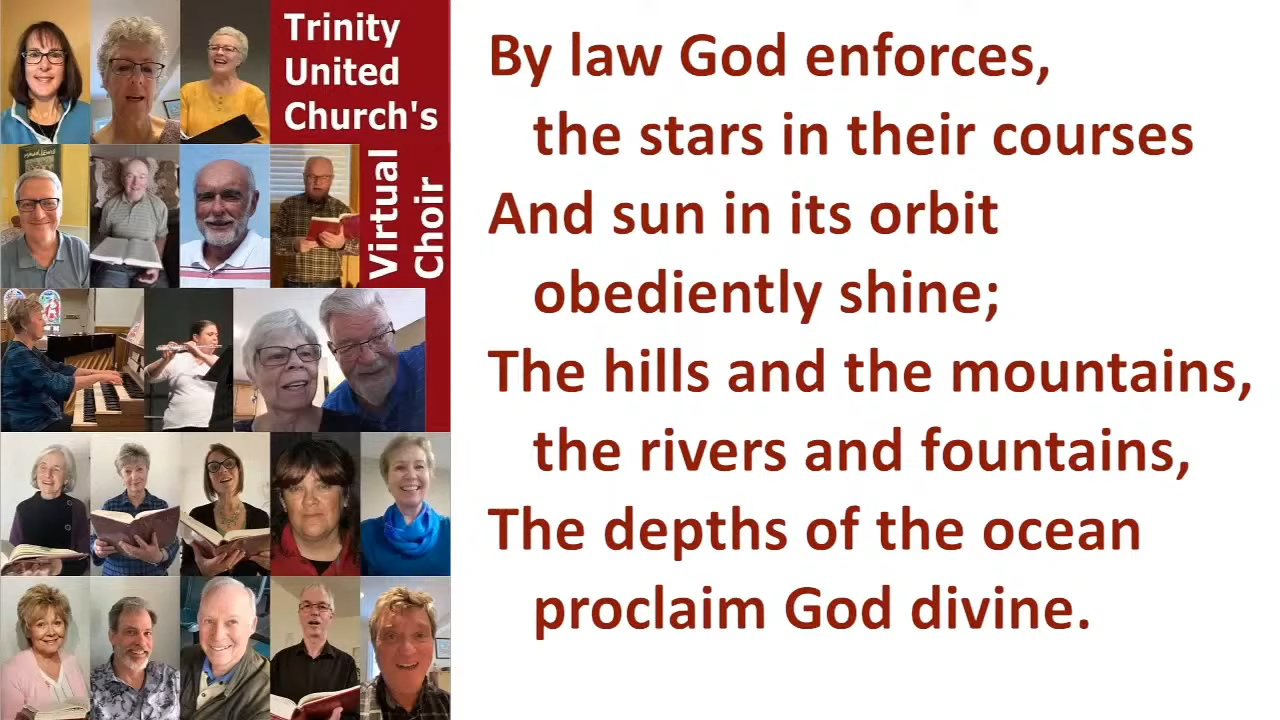 Trinity
United
Church's
Virtual
Choir
By law God enforces,
the stars in their courses
And sun in its orbit
obediently shine;
The hills and the mountains,
the rivers and fountains,
The depths of the ocean
proclaim God divine.